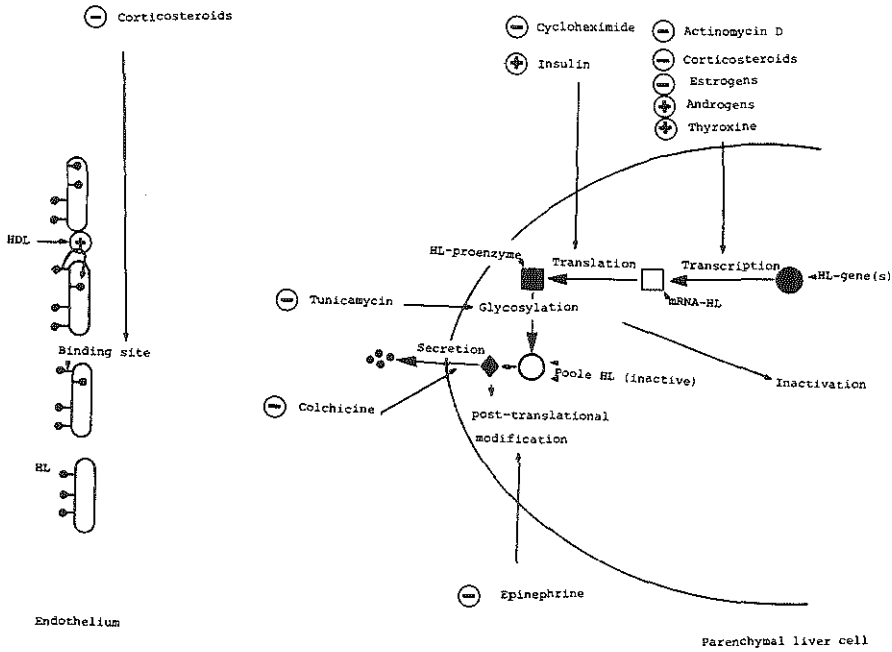 Corticosteroids
Cycloheximide
Insulin
Actinomycin D
Corticosteroids
Estrogens
Androgens
Thyroxine
HDL
HL-proenzyme
Translation
Transcription
HL-gene(s)
mRNA-HL
Tunicamycin
Glycosylation
Binding site
Secretion
Poole HL (inactive)
Inactivation
Colchicine
post-translational
modification
HL
Epinephrine
Endothelium
Parenchymal liver cell